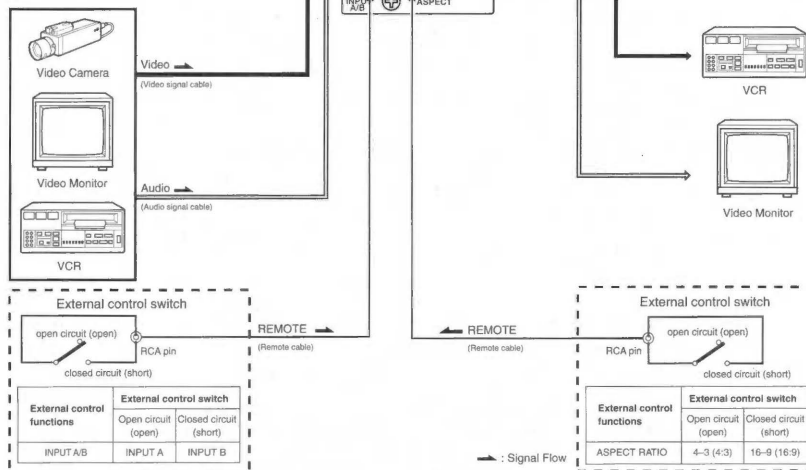 INPUT
A/B
ASPECT
Video Camera
Video
(Video signal cable)
VCR
Video Monitor
Audio
(Audio signal cable)
Video Monitor
VCR
External control switch
open circuit (open)
RCA pin
closed circuit (short)
REMOTE
(Remote cable)
REMOTE
(Remote cable)
External control switch
open circuit (open)
RCA pin
closed circuit (short)
External control functions External control switch
Open circuit (open) Closed circuit (short)
INPUT A/B INPUT A INPUT B
: Signal Flow
External control functions External control switch
Open circuit (open) Closed circuit (short)
ASPECT RATIO 4–3 (4:3) 16–9 (16:9)